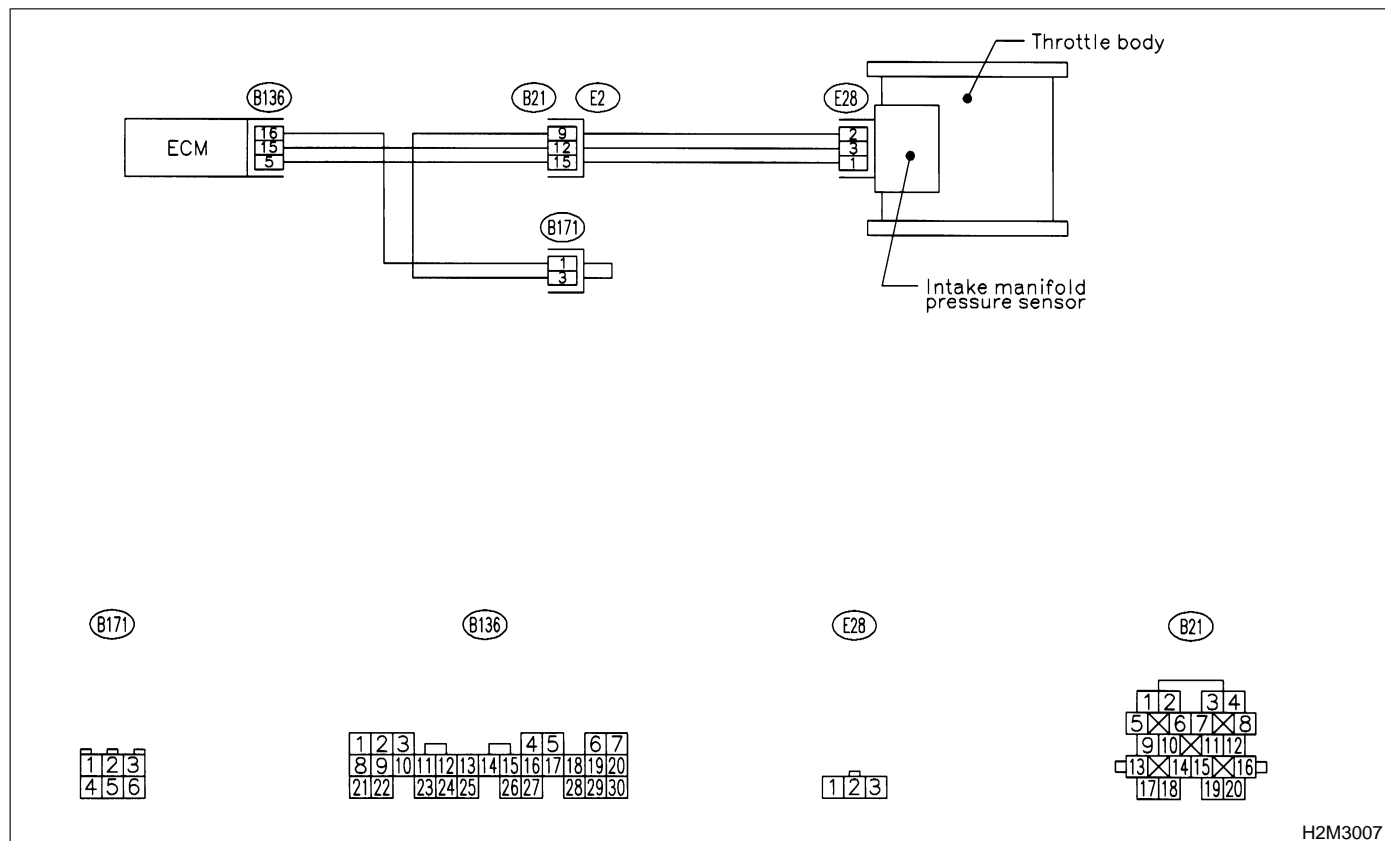 Throttle body
B136
B21
E2
E28
ECM
16
15
5
9
12
15
2
3
1
B171
1
3
Intake manifold
pressure sensor
B171
B136
E28
B21
1 2 3
4 5 6
1 2 3 4 5 6 7
8 9 10 11 12 13 14 15 16 17 18 19 20
21 22 23 24 25 26 27 28 29 30
1 2 3
1 2 3 4
5 6 7 8
9 10 11 12
13 14 15 16
17 18 19 20
H2M3007